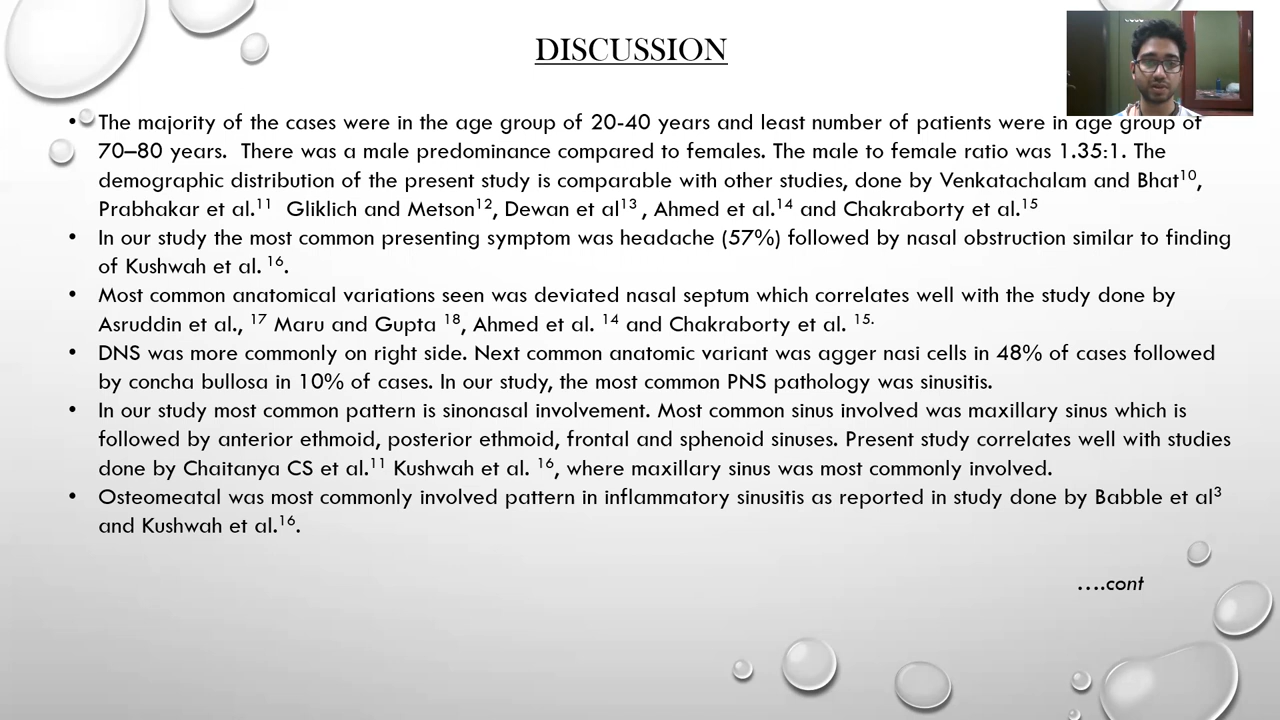 DISCUSSION
• The majority of the cases were in the age group of 20-40 years and least number of patients were in age group of
70–80 years.  There was a male predominance compared to females. The male to female ratio was 1.35:1. The
demographic distribution of the present study is comparable with other studies, done by Venkatachalam and Bhat¹⁰,
Prabhakar et al.¹¹  Gliklich and Metson¹², Dewan et al¹³ , Ahmed et al.¹⁴ and Chakraborty et al.¹⁵
• In our study the most common presenting symptom was headache (57%) followed by nasal obstruction similar to finding
of Kushwah et al. ¹⁶.
• Most common anatomical variations seen was deviated nasal septum which correlates well with the study done by
Asruddin et al., ¹⁷ Maru and Gupta ¹⁸, Ahmed et al. ¹⁴ and Chakraborty et al. ¹⁵.
• DNS was more commonly on right side. Next common anatomic variant was agger nasi cells in 48% of cases followed
by concha bullosa in 10% of cases. In our study, the most common PNS pathology was sinusitis.
• In our study most common pattern is sinonasal involvement. Most common sinus involved was maxillary sinus which is
followed by anterior ethmoid, posterior ethmoid, frontal and sphenoid sinuses. Present study correlates well with studies
done by Chaitanya CS et al.¹¹ Kushwah et al. ¹⁶, where maxillary sinus was most commonly involved.
• Osteomeatal was most commonly involved pattern in inflammatory sinusitis as reported in study done by Babble et al³
and Kushwah et al.¹⁶.
….cont